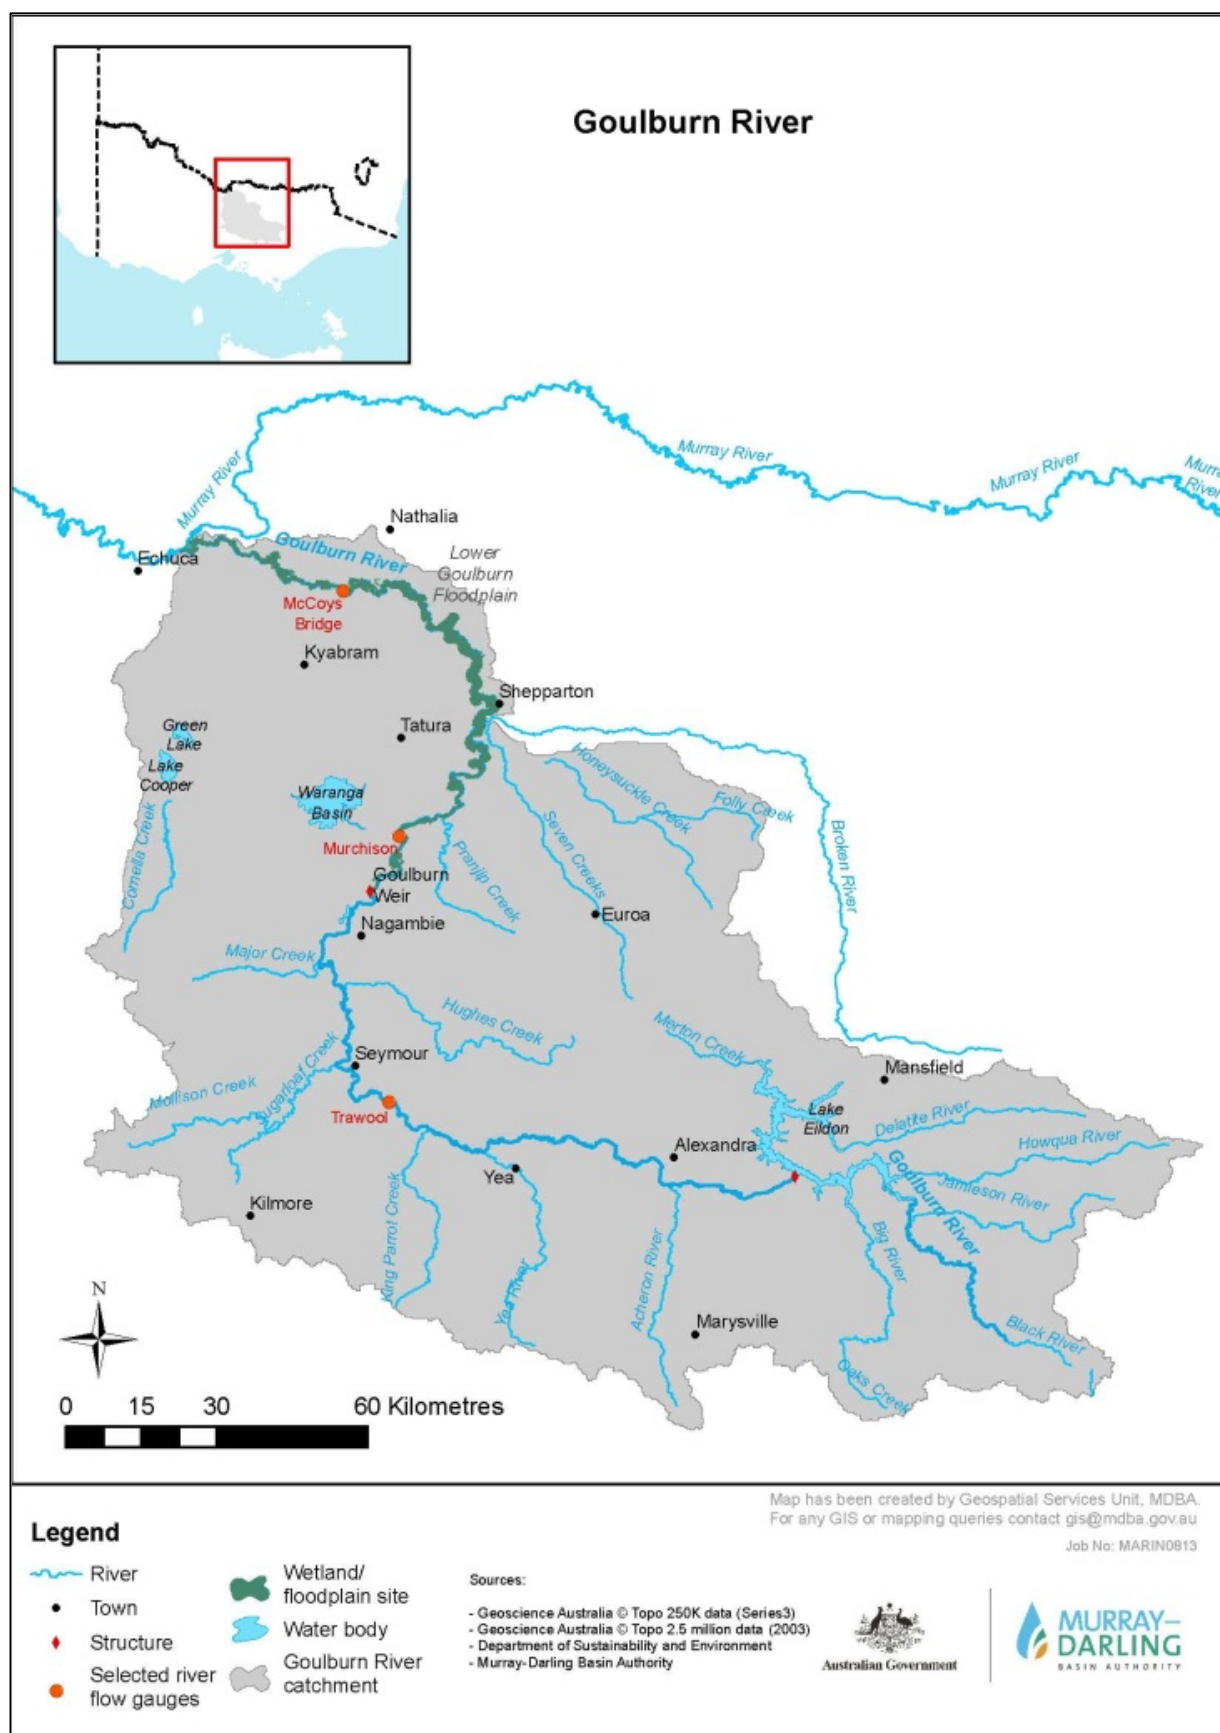 Goulburn River
Murray River
Murray River
Murray River
Murray
River
Nathalia
Goulburn River
Echuca
Lower
Goulburn
Floodplain
McCoys
Bridge
Kyabram
Shepparton
Green
Lake
Tatura
Lake
Cooper
Honeysuckle Creek
Waranga
Basin
Folly Creek
Seven Creeks
Broken River
Cornella Creek
Murchison
Pranjip Creek
Goulburn
Weir
Euroa
Nagambie
Major Creek
Hughes Creek
Merton Creek
Seymour
Mansfield
Mollison Creek
Sugarloaf Creek
Trawool
Lake
Eildon
Delatite River
Alexandra
Howqua River
Yea
Goulburn River
Jamieson River
Kilmore
King Parrot Creek
Big River
Yea River
Acheron River
N
Marysville
Black River
Oaks Creek
0 15 30 60 Kilometres
Map has been created by Geospatial Services Unit, MDBA.
For any GIS or mapping queries contact gis@mdba.gov.au
Job No: MARIN0813
Legend
River
Town
Structure
Selected river
flow gauges
Wetland/
floodplain site
Water body
Goulburn River
catchment
Sources:
- Geoscience Australia © Topo 250K data (Series3)
- Geoscience Australia © Topo 2.5 million data (2003)
- Department of Sustainability and Environment
- Murray-Darling Basin Authority
Australian Government
MURRAY–
DARLING
BASIN AUTHORITY